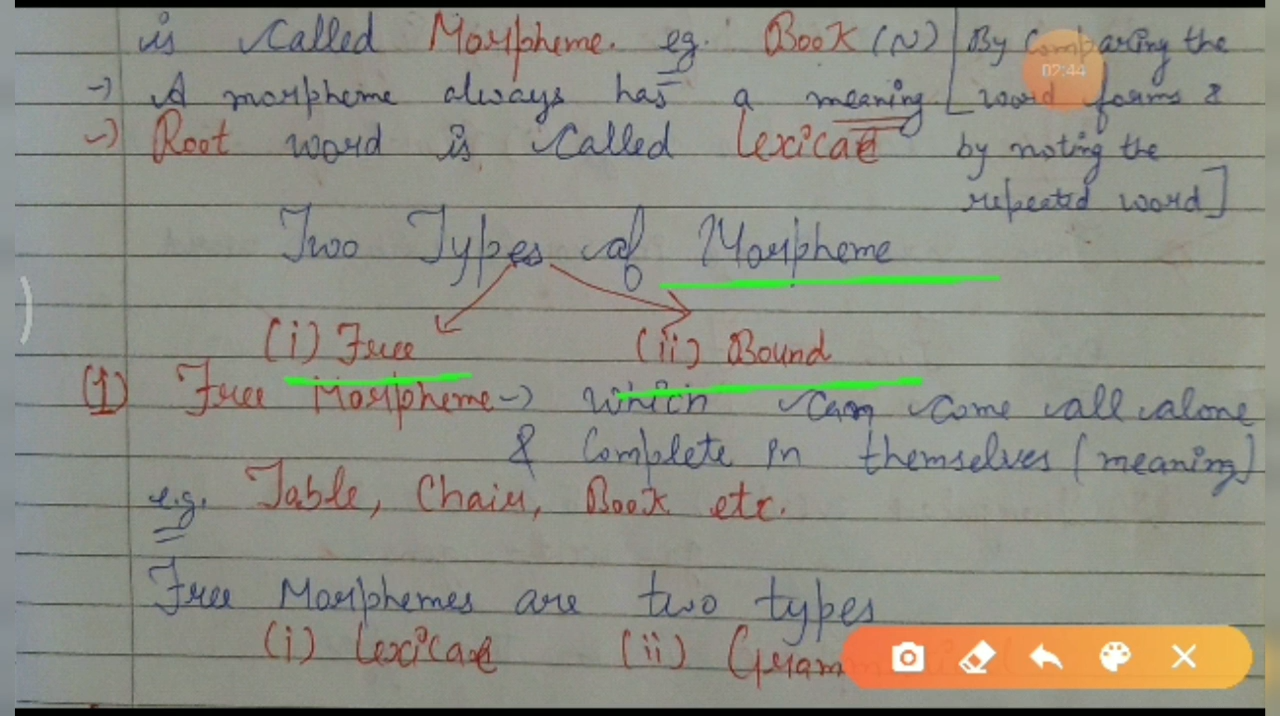 is called Morpheme. eg. Book (N) [By comparing the
02:44
-> A morpheme always has a meaning word forms &
-> Root word is called lexical by noting the
repeated word]
Two Types of Morpheme
(i) Free (ii) Bound
(1) Free Morpheme -> which can come all alone
& complete in themselves (meaning)
e.g. Table, Chair, Book etc.
Free Morphemes are two types
(i) lexical (ii)